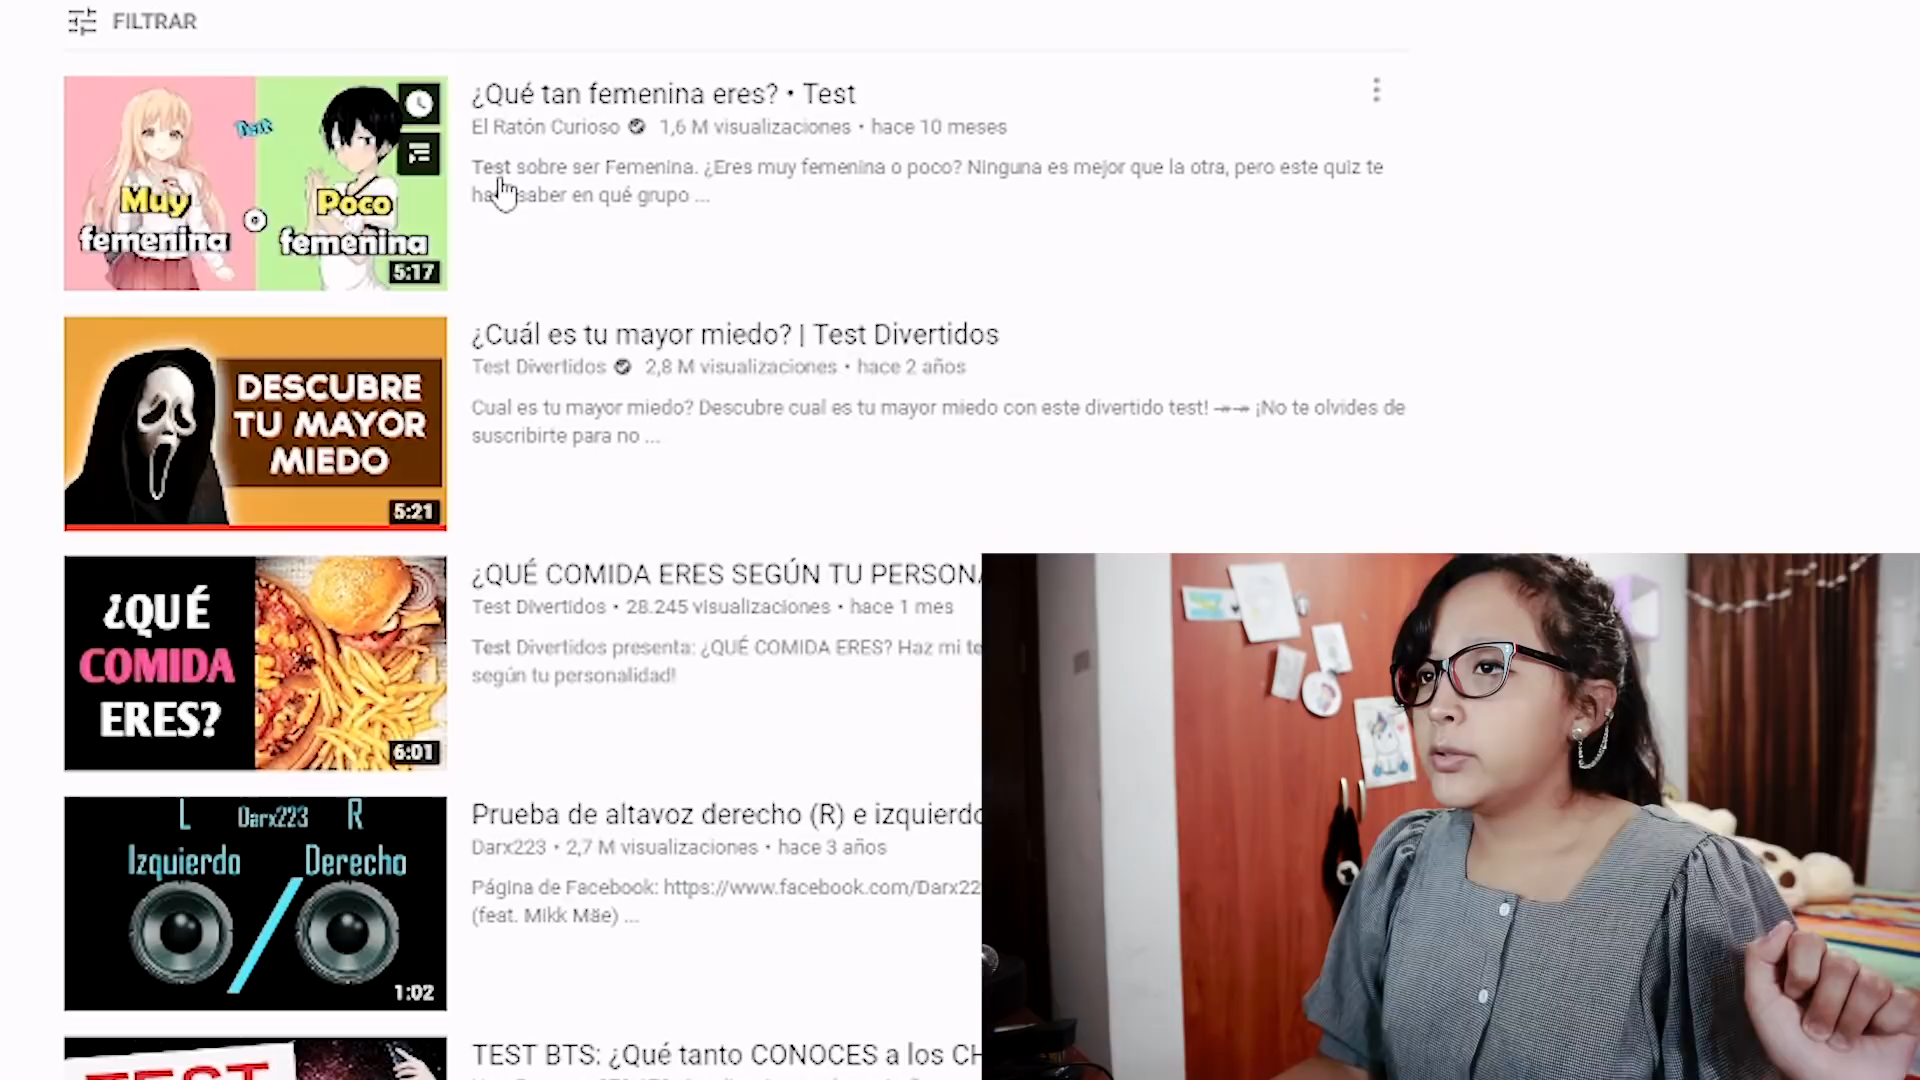 FILTRAR
Test
Muy
femenina
o
Poco
femenina
5:17
¿Qué tan femenina eres? • Test
El Ratón Curioso 1,6 M visualizaciones • hace 10 meses
Test sobre ser Femenina. ¿Eres muy femenina o poco? Ninguna es mejor que la otra, pero este quiz te
saber en qué grupo ...
DESCUBRE
TU MAYOR
MIEDO
5:21
¿Cuál es tu mayor miedo? | Test Divertidos
Test Divertidos 2,8 M visualizaciones • hace 2 años
Cual es tu mayor miedo? Descubre cual es tu mayor miedo con este divertido test! ➛➛ ¡No te olvides de
suscribirte para no ...
¿QUÉ
COMIDA
ERES?
6:01
¿QUÉ COMIDA ERES SEGÚN TU PERSONA
Test Divertidos • 28.245 visualizaciones • hace 1 mes
Test Divertidos presenta: ¿QUÉ COMIDA ERES? Haz mi te
según tu personalidad!
L Darx223 R
Izquierdo Derecho
1:02
Prueba de altavoz derecho (R) e izquierdo
Darx223 • 2,7 M visualizaciones • hace 3 años
Página de Facebook: https://www.facebook.com/Darx22
(feat. Mikk Mäe) ...
TEST
TEST BTS: ¿Qué tanto CONOCES a los CH